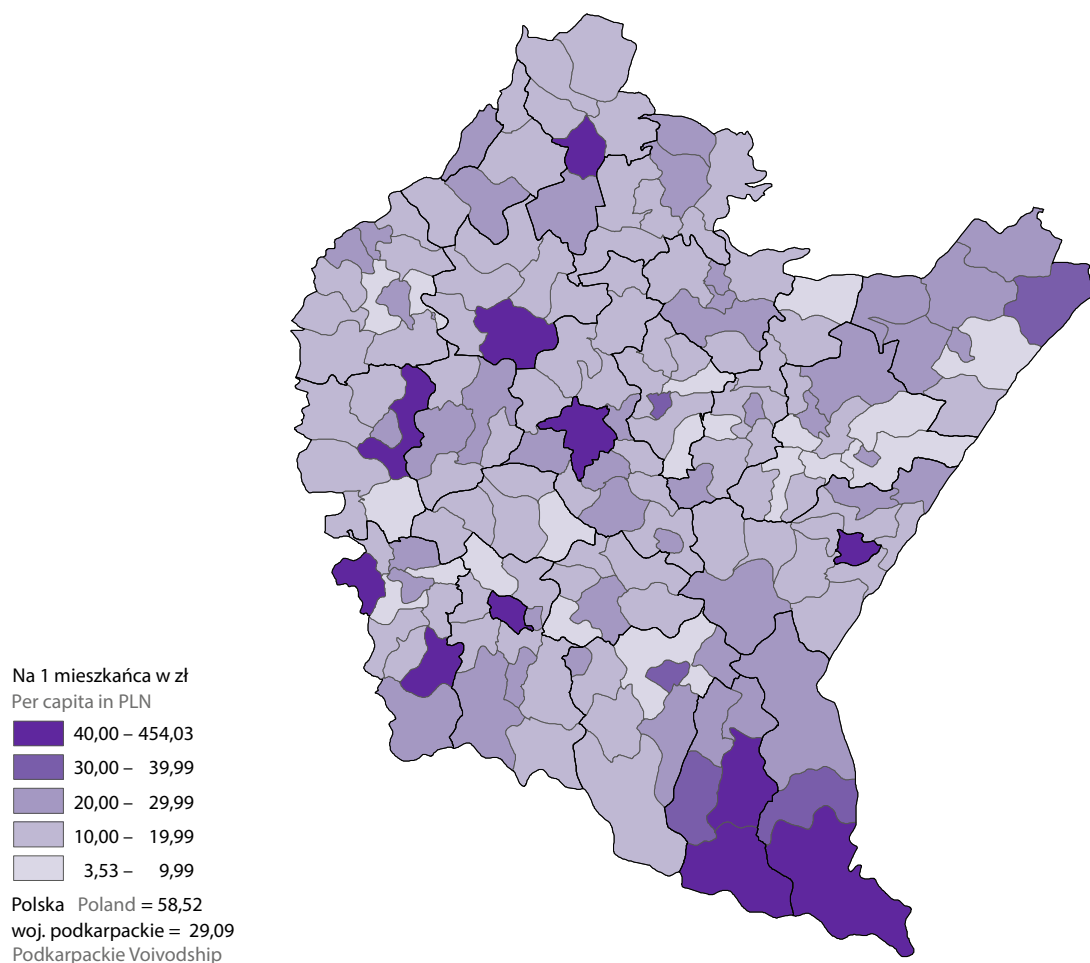 Na 1 mieszkańca w zł
Per capita in PLN
40,00 – 454,03
30,00 – 39,99
20,00 – 29,99
10,00 – 19,99
3,53 – 9,99
Polska Poland = 58,52
woj. podkarpackie = 29,09
Podkarpackie Voivodship